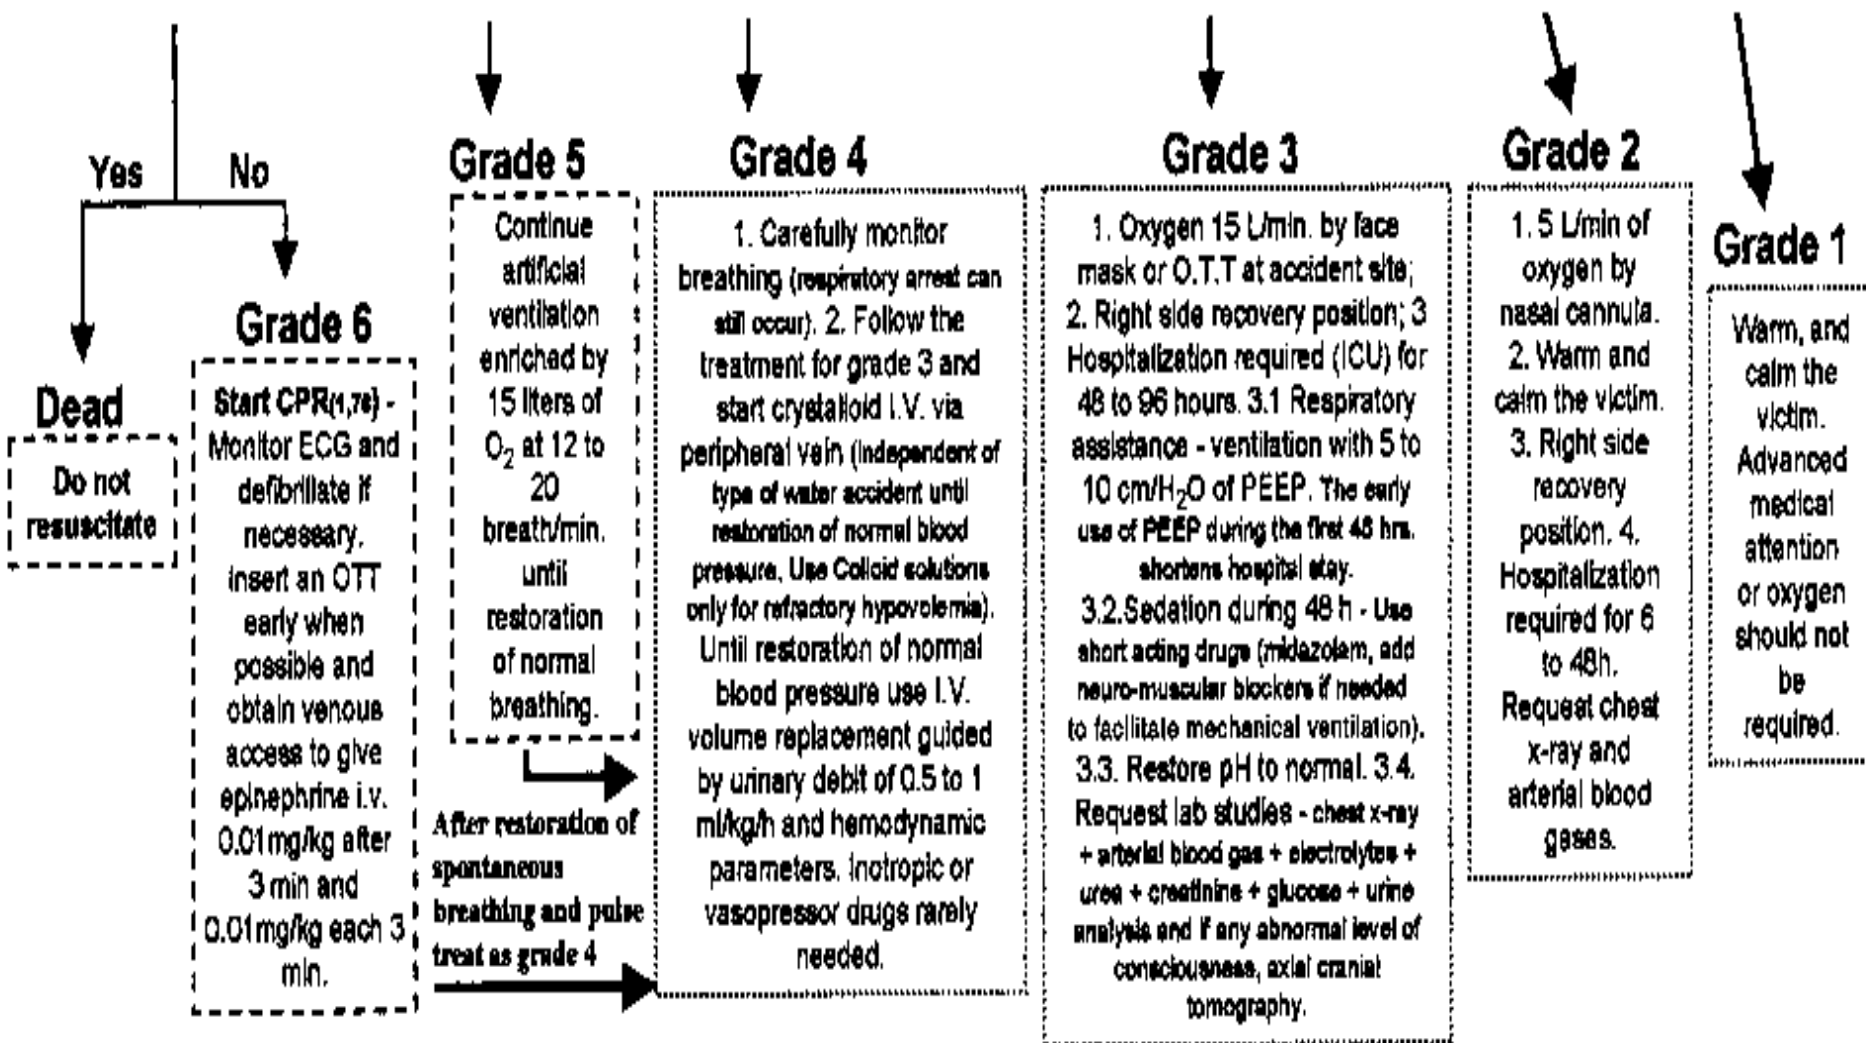 Yes
No
Dead
Do not
resuscitate
Grade 6
Start CPR(1,76) -
Monitor ECG and
defibrillate if
necessary.
insert an OTT
early when
possible and
obtain venous
access to give
epinephrine i.v.
0.01mg/kg after
3 min and
0.01mg/kg each 3
min.
Grade 5
Continue
artificial
ventilation
enriched by
15 liters of
O2 at 12 to
20
breath/min.
until
restoration
of normal
breathing.
After restoration of
spontaneous
breathing and pulse
treat as grade 4
Grade 4
1. Carefully monitor
breathing (respiratory arrest can
still occur). 2. Follow the
treatment for grade 3 and
start crystalloid I.V. via
peripheral vein (independent of
type of water accident until
restoration of normal blood
pressure. Use Colloid solutions
only for refractory hypovolemia).
Until restoration of normal
blood pressure use I.V.
volume replacement guided
by urinary debit of 0.5 to 1
ml/kg/h and hemodynamic
parameters. Inotropic or
vasopressor drugs rarely
needed.
Grade 3
1. Oxygen 15 L/min. by face
mask or O.T.T at accident site;
2. Right side recovery position; 3
Hospitalization required (ICU) for
48 to 96 hours. 3.1 Respiratory
assistance - ventilation with 5 to
10 cm/H2O of PEEP. The early
use of PEEP during the first 48 hrs.
shortens hospital stay.
3.2.Sedation during 48 h - Use
short acting drugs (midazolam, add
neuro-muscular blockers if needed
to facilitate mechanical ventilation).
3.3. Restore pH to normal. 3.4.
Request lab studies - chest x-ray
+ arterial blood gas + electrolytes +
urea + creatinine + glucose + urine
analysis and if any abnormal level of
consciousness, axial cranial
tomography.
Grade 2
1. 5 L/min of
oxygen by
nasal cannula.
2. Warm and
calm the victim.
3. Right side
recovery
position. 4.
Hospitalization
required for 6
to 48h.
Request chest
x-ray and
arterial blood
gases.
Grade 1
Warm, and
calm the
victim.
Advanced
medical
attention
or oxygen
should not
be
required.